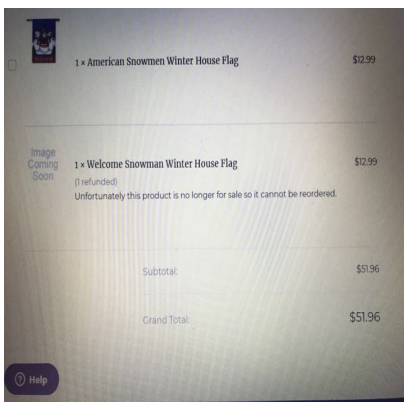 1 × American Snowmen Winter House Flag $12.99
Image
Coming
Soon
1 × Welcome Snowman Winter House Flag $12.99
(1 refunded)
Unfortunately this product is no longer for sale so it cannot be reordered.
Subtotal: $51.96
Grand Total: $51.96
Help